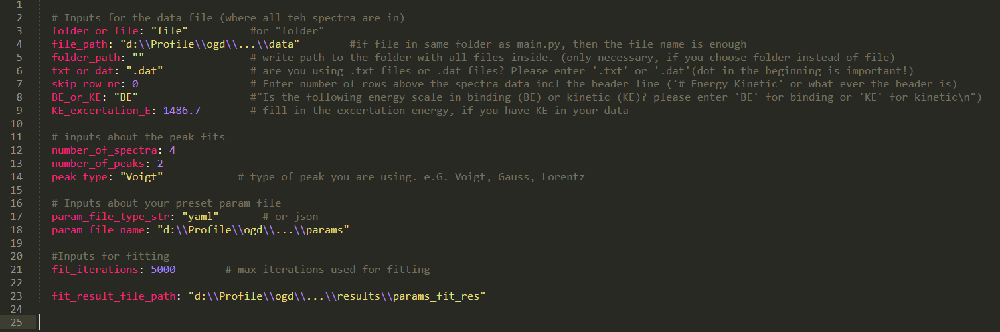 1
2 # Inputs for the data file (where all teh spectra are in)
3 folder_or_file: "file" #or "folder"
4 file_path: "d:\\Profile\\ogd\\...\\data" #if file in same folder as main.py, then the file name is enough
5 folder_path: "" # write path to the folder with all files inside. (only necessary, if you choose folder instead of file)
6 txt_or_dat: ".dat" # are you using .txt files or .dat files? Please enter '.txt' or '.dat'(dot in the beginning is important!)
7 skip_row_nr: 0 # Enter number of rows above the spectra data incl the header line ('# Energy Kinetic' or what ever the header is)
8 BE_or_KE: "BE" #"Is the following energy scale in binding (BE) or kinetic (KE)? please enter 'BE' for binding or 'KE' for kinetic\n")
9 KE_excertation_E: 1486.7 # fill in the excertation energy, if you have KE in your data
10
11 # inputs about the peak fits
12 number_of_spectra: 4
13 number_of_peaks: 2
14 peak_type: "Voigt" # type of peak you are using. e.G. Voigt, Gauss, Lorentz
15
16 # Inputs about your preset param file
17 param_file_type_str: "yaml" # or json
18 param_file_name: "d:\\Profile\\ogd\\...\\params"
19
20 #Inputs for fitting
21 fit_iterations: 5000 # max iterations used for fitting
22
23 fit_result_file_path: "d:\\Profile\\ogd\\...\\results\\params_fit_res"
24
25